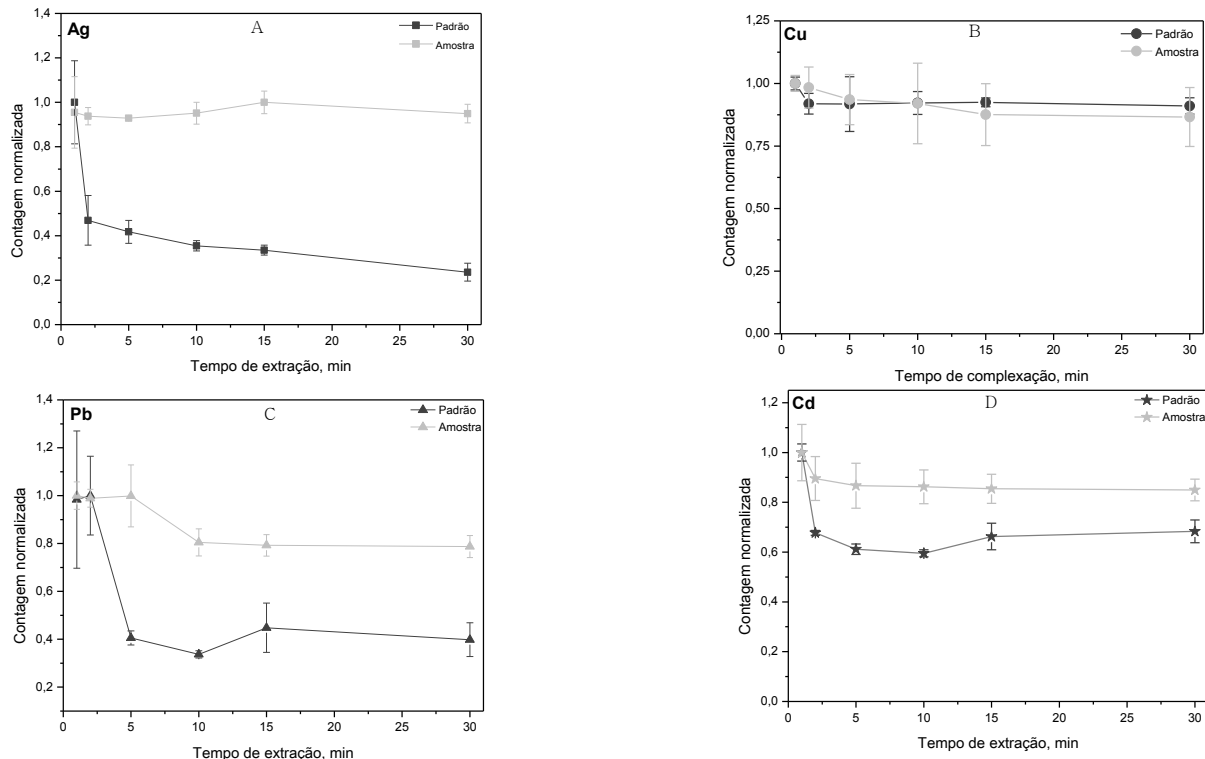 Ag
A
Padrão
Amostra
1,4
1,2
1,0
0,8
0,6
0,4
0,2
0,0
Contagem normalizada
0 5 10 15 20 25 30
Tempo de extração, min
Cu
B
Padrão
Amostra
1,25
1,00
0,75
0,50
0,25
0,00
Contagem normalizada
0 5 10 15 20 25 30
Tempo de complexação, min
Pb
C
Padrão
Amostra
1,4
1,2
1,0
0,8
0,6
0,4
0,2
Contagem normalizada
0 5 10 15 20 25 30
Tempo de extração, min
Cd
D
Padrão
Amostra
1,2
1,0
0,8
0,6
0,4
0,2
0,0
Contagem normalizada
0 5 10 15 20 25 30
Tempo de extração, min